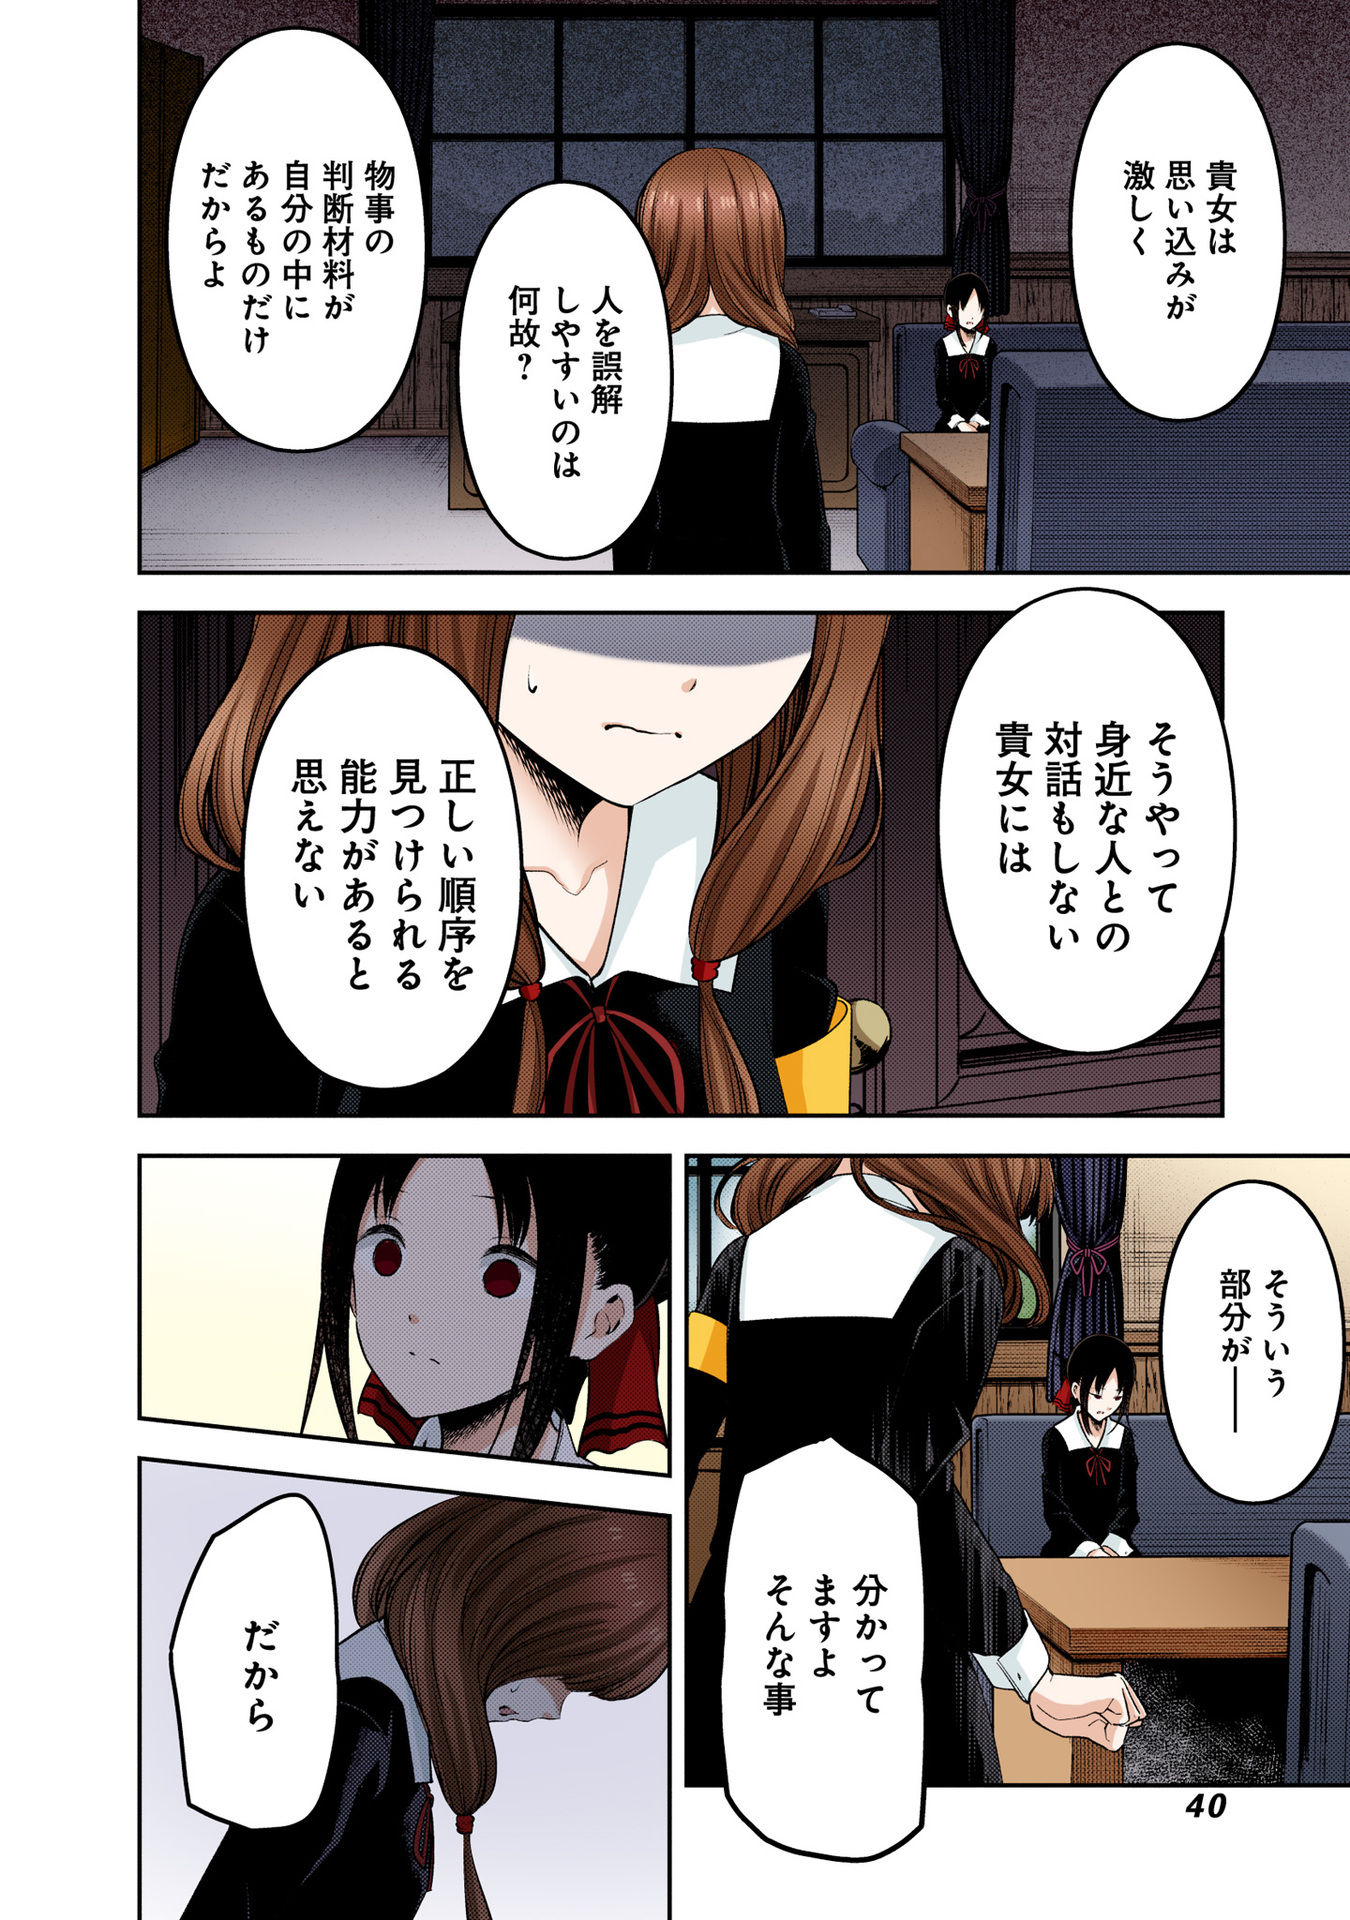 貴女は
思い込みが
激しく
人を誤解
しやすいのは
何故？
物事の
判断材料が
自分の中に
あるものだけ
だからよ
そうやって
身近な人との
対話もしない
貴女には
正しい順序を
見つけられる
能力があると
思えない
そういう
部分が──
分かって
ますよ
そんな事
だから
40